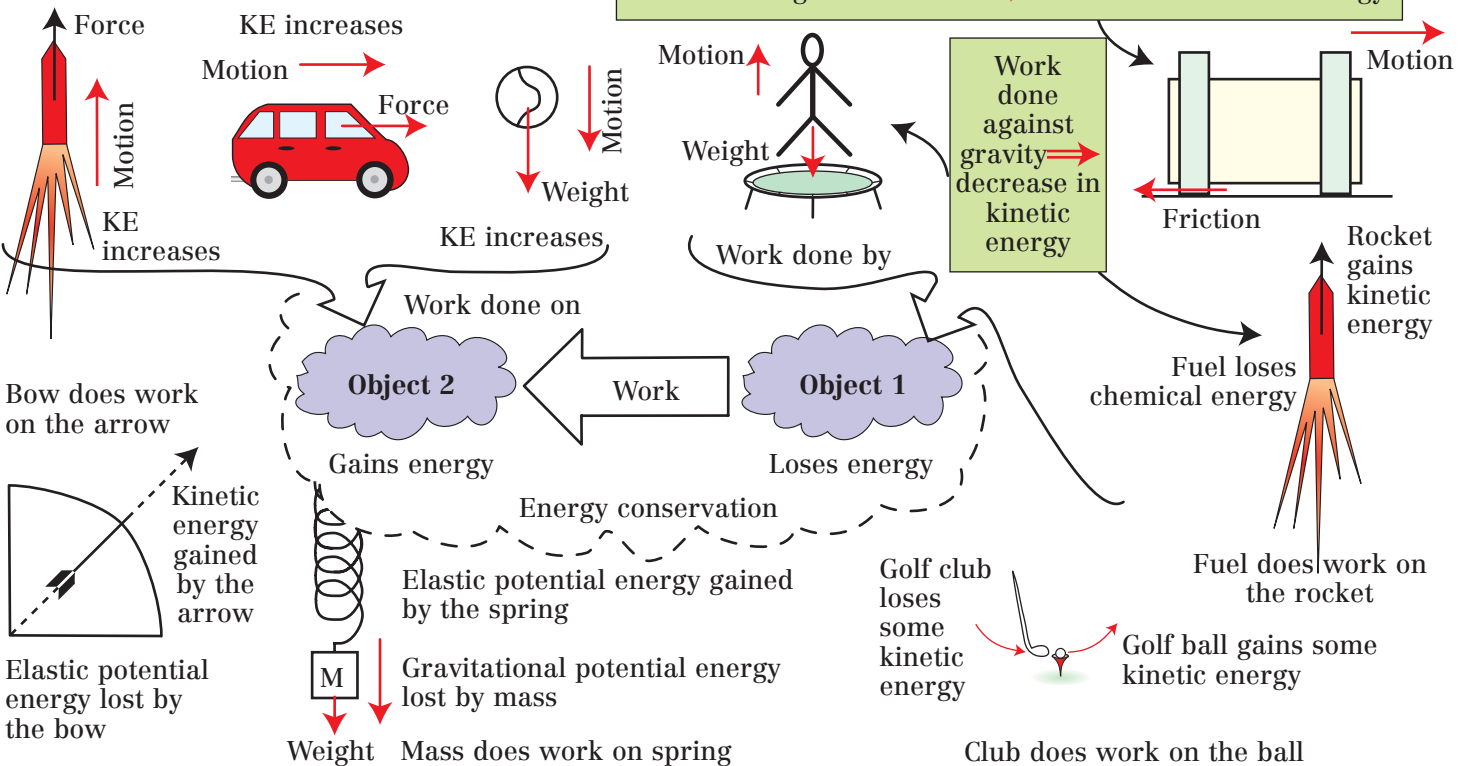 energy
Force
KE increases
Motion
Force
Motion
Weight
Motion
KE
increases
KE increases
Motion
Weight
Work
done
against
gravity
decrease in
kinetic
energy
Motion
Friction
Work done by
Work done on
Object 2
Work
Object 1
Gains energy
Loses energy
Energy conservation
Rocket
gains
kinetic
energy
Fuel loses
chemical energy
Fuel does work on
the rocket
Bow does work
on the arrow
Kinetic
energy
gained
by the
arrow
Elastic potential
energy lost by
the bow
Elastic potential energy gained
by the spring
M
Gravitational potential energy
lost by mass
Weight
Mass does work on spring
Golf club
loses
some
kinetic
energy
Golf ball gains some
kinetic energy
Club does work on the ball